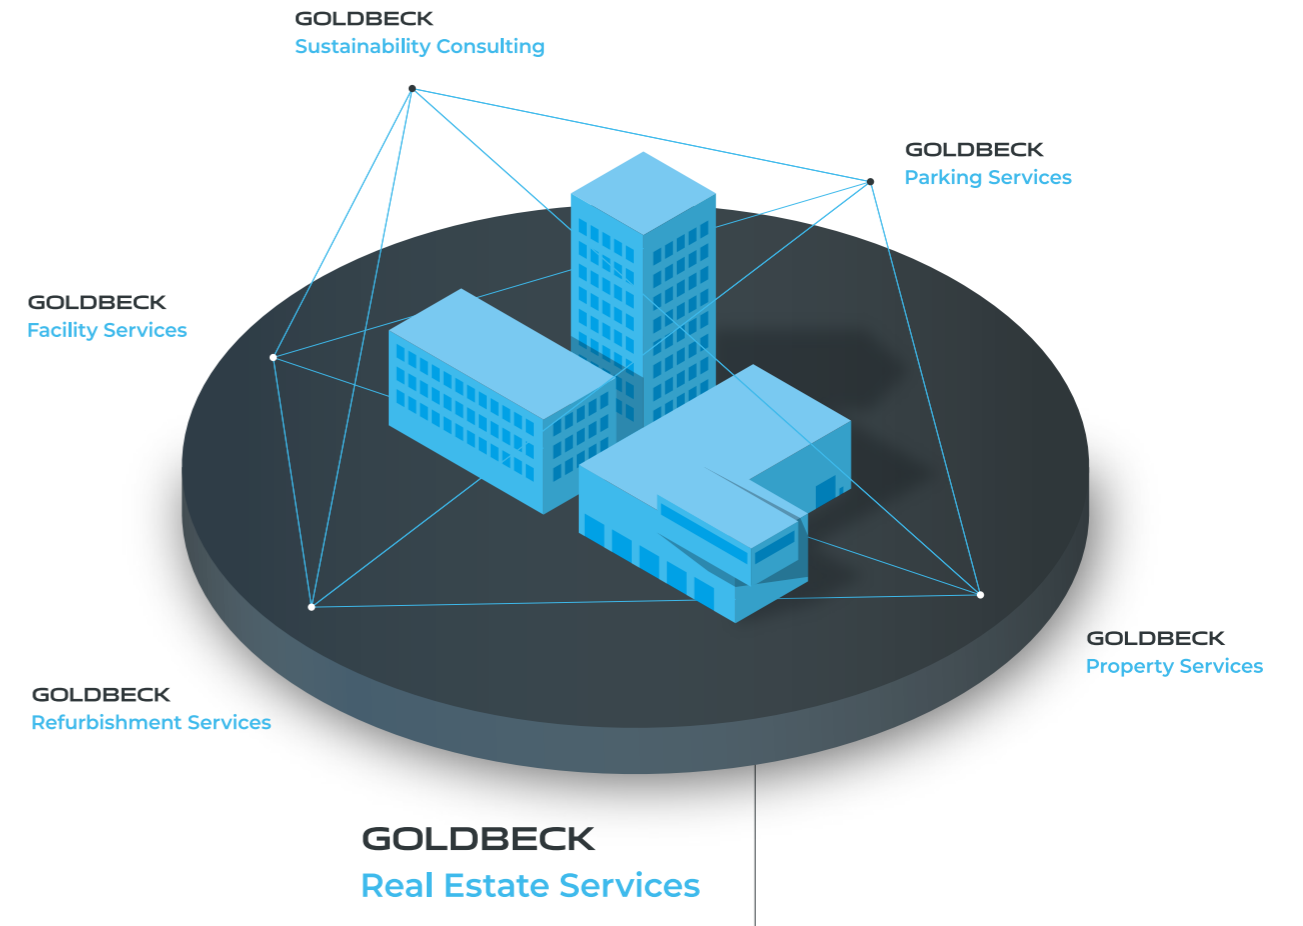 GOLDBECK
Sustainability Consulting
GOLDBECK
Parking Services
GOLDBECK
Facility Services
GOLDBECK
Property Services
GOLDBECK
Refurbishment Services
GOLDBECK
Real Estate Services